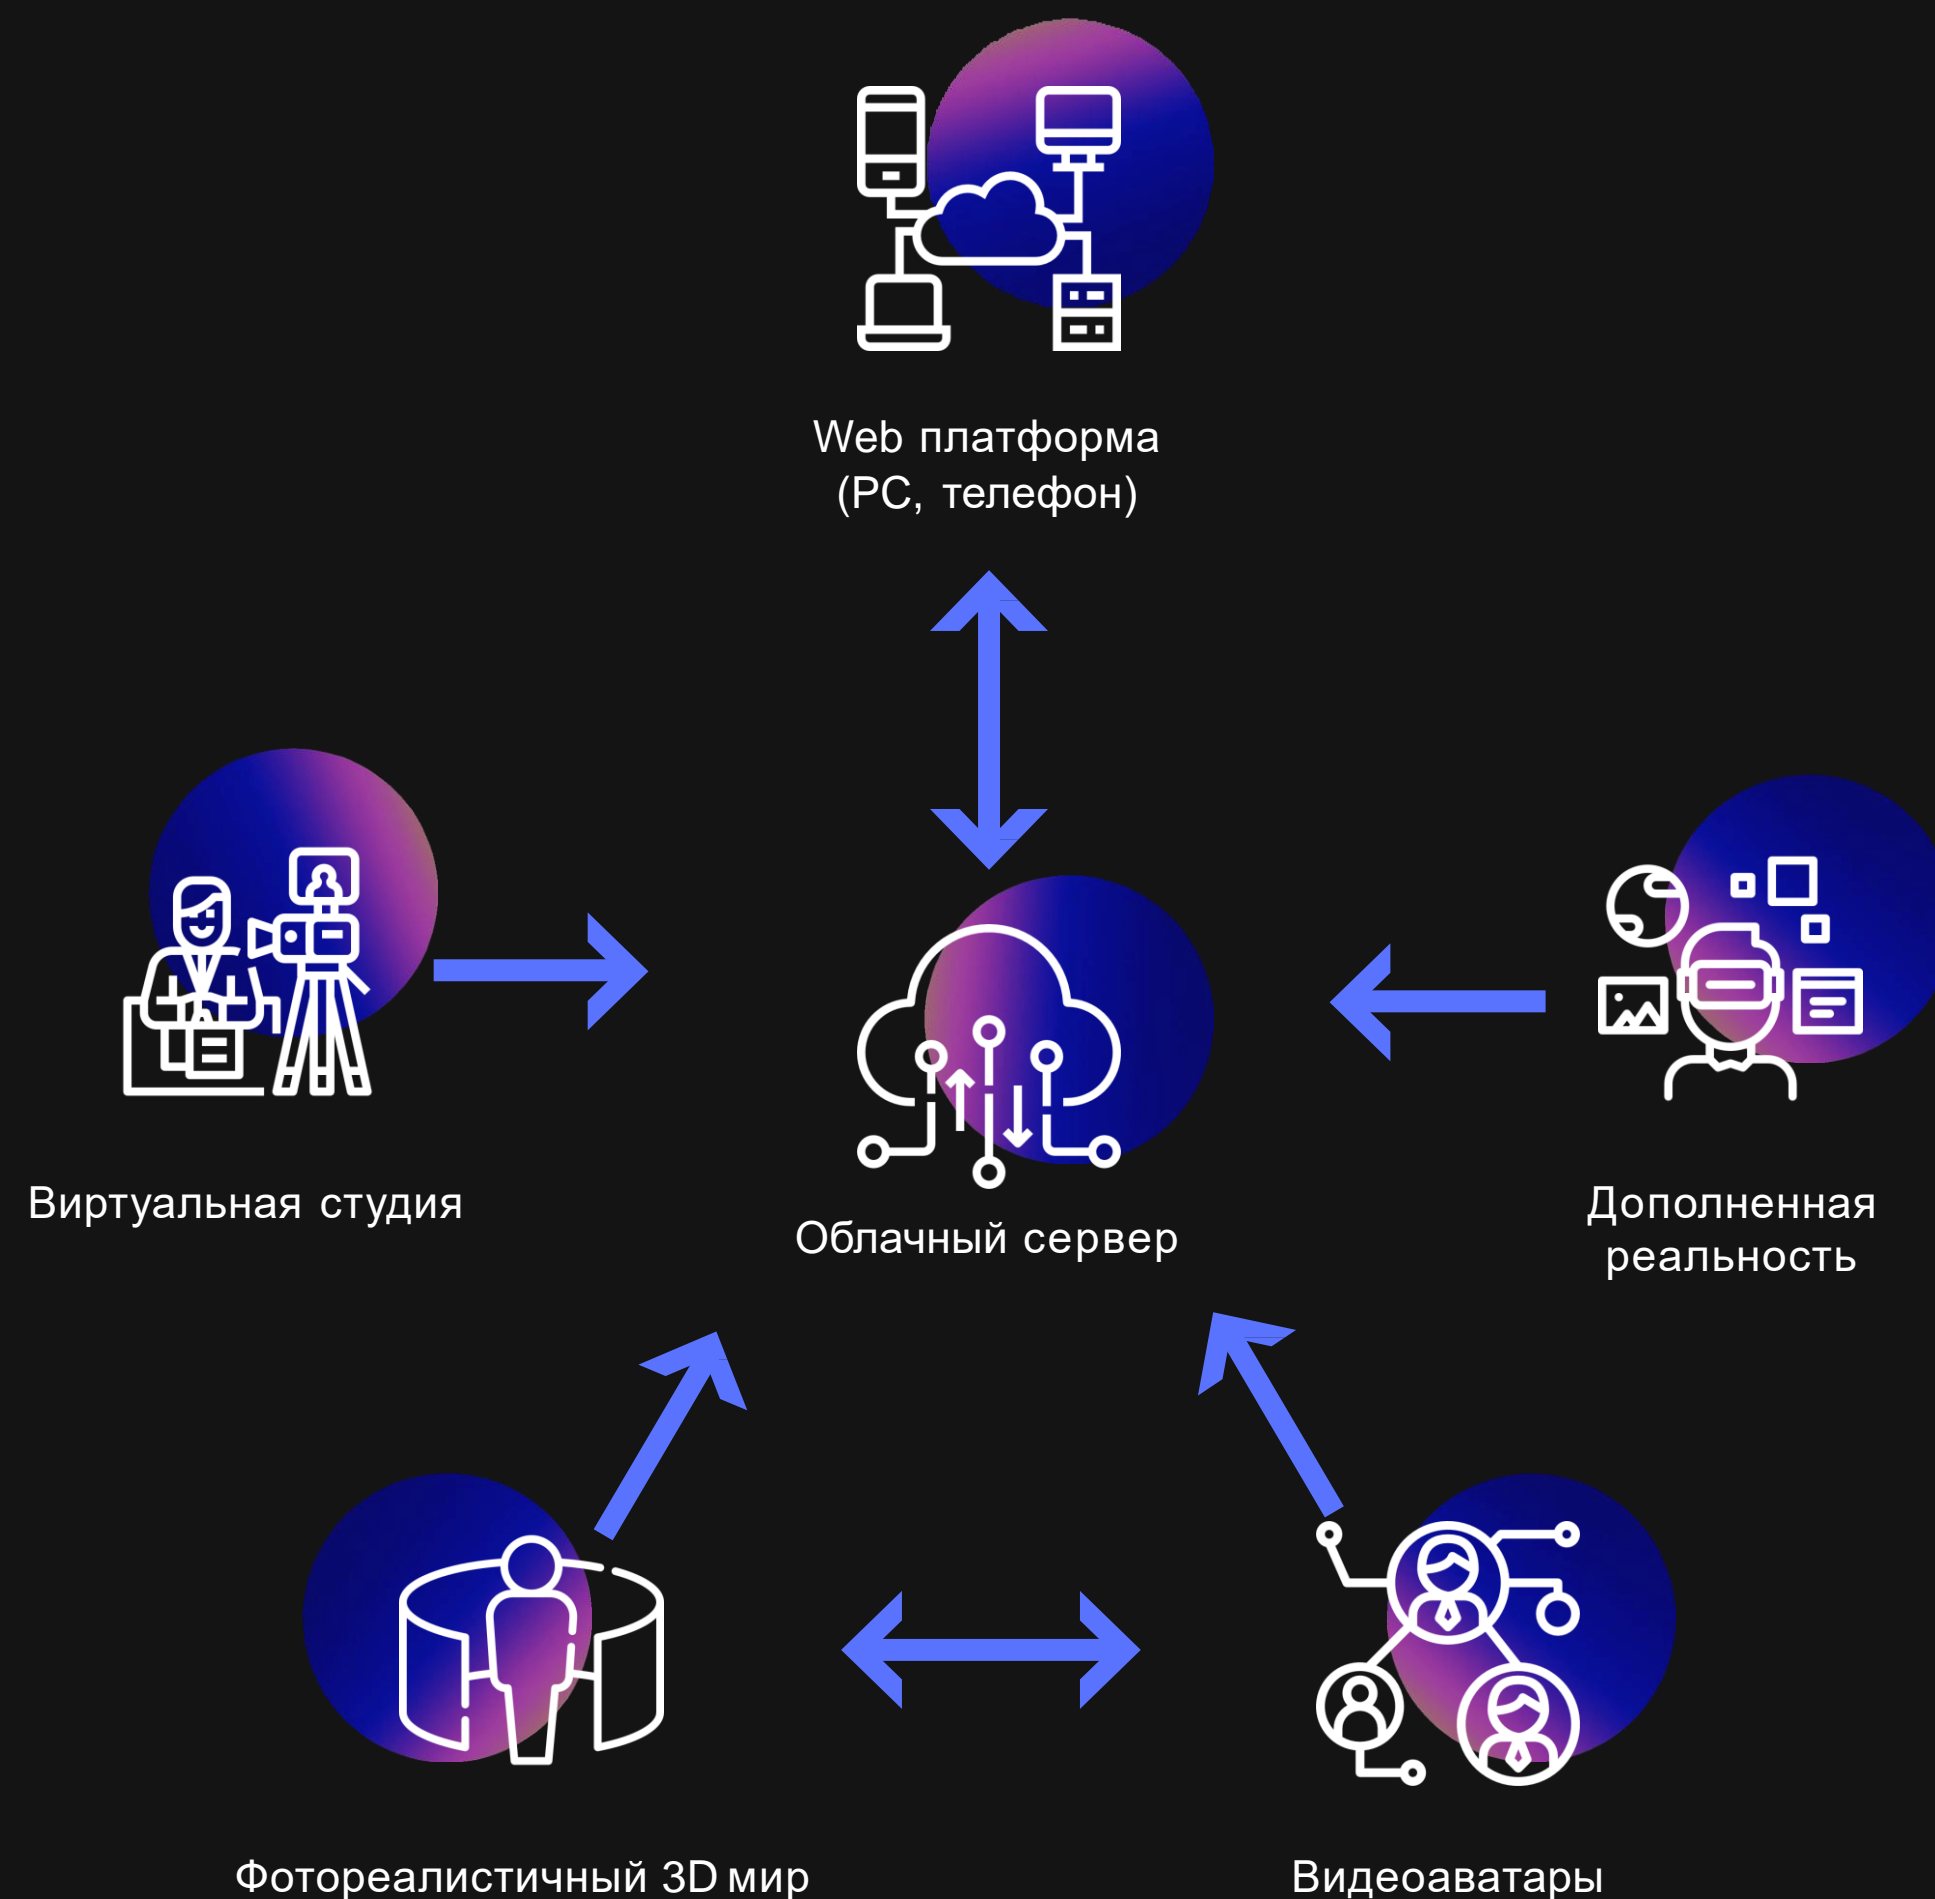 Web платформа
(PC, телефон)
Виртуальная студия
Облачный сервер
Дополненная
реальность
Фотореалистичный 3D мир
Видеоаватары